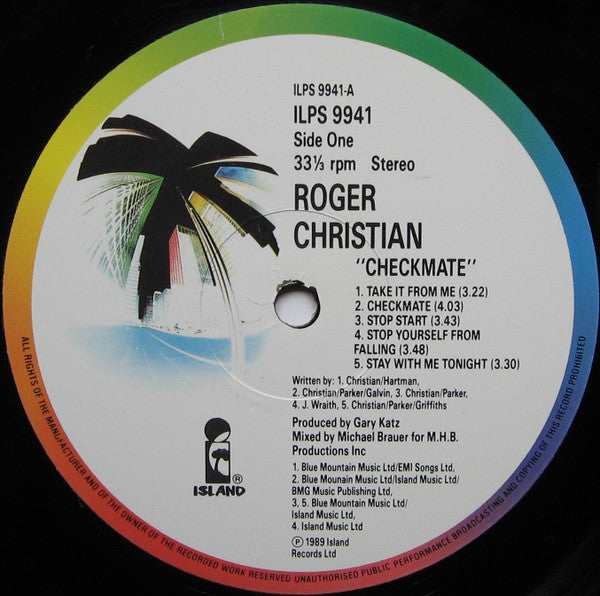 ILPS 9941-A
ILPS 9941
Side One
33⅓ rpm Stereo
ROGER
CHRISTIAN
"CHECKMATE"
1. TAKE IT FROM ME (3.22)
2. CHECKMATE (4.03)
3. STOP START (3.43)
4. STOP YOURSELF FROM
FALLING (3.48)
5. STAY WITH ME TONIGHT (3.30)
Written by: 1. Christian/Hartman,
2. Christian/Parker/Galvin, 3. Christian/Parker,
4. J. Wraith, 5. Christian/Parker/Griffiths
Produced by Gary Katz
Mixed by Michael Brauer for M.H.B.
Productions Inc
1. Blue Mountain Music Ltd/EMI Songs Ltd,
2. Blue Mounain Music Ltd/Island Music Ltd/
BMG Music Publishing Ltd,
3, 5. Blue Mountain Music Ltd/
Island Music Ltd,
4. Island Music Ltd
℗ 1989 Island
Records Ltd
ISLAND®
ALL RIGHTS OF THE MANUFACTURER AND OF THE OWNER OF THE RECORDED WORK RESERVED UNAUTHORISED PUBLIC PERFORMANCE BROADCASTING AND COPYING OF THIS RECORD PROHIBITED